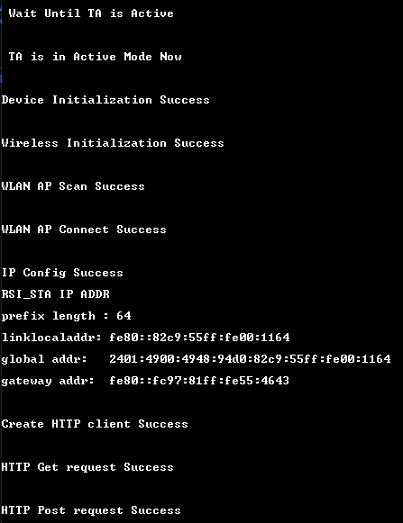 Wait Until TA is Active
TA is in Active Mode Now
Device Initialization Success
Wireless Initialization Success
WLAN AP Scan Success
WLAN AP Connect Success
IP Config Success
RSI_STA IP ADDR
prefix length : 64
linklocaladdr: fe80::82c9:55ff:fe00:1164
global addr:   2401:4900:4948:94d0:82c9:55ff:fe00:1164
gateway addr:  fe80::fc97:81ff:fe55:4643
Create HTTP client Success
HTTP Get request Success
HTTP Post request Success